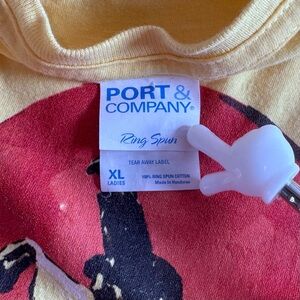 PORT &
COMPANY®
Ring Spun
TEAR AWAY LABEL
XL
LADIES
100% RING SPUN COTTON
Made In Honduras